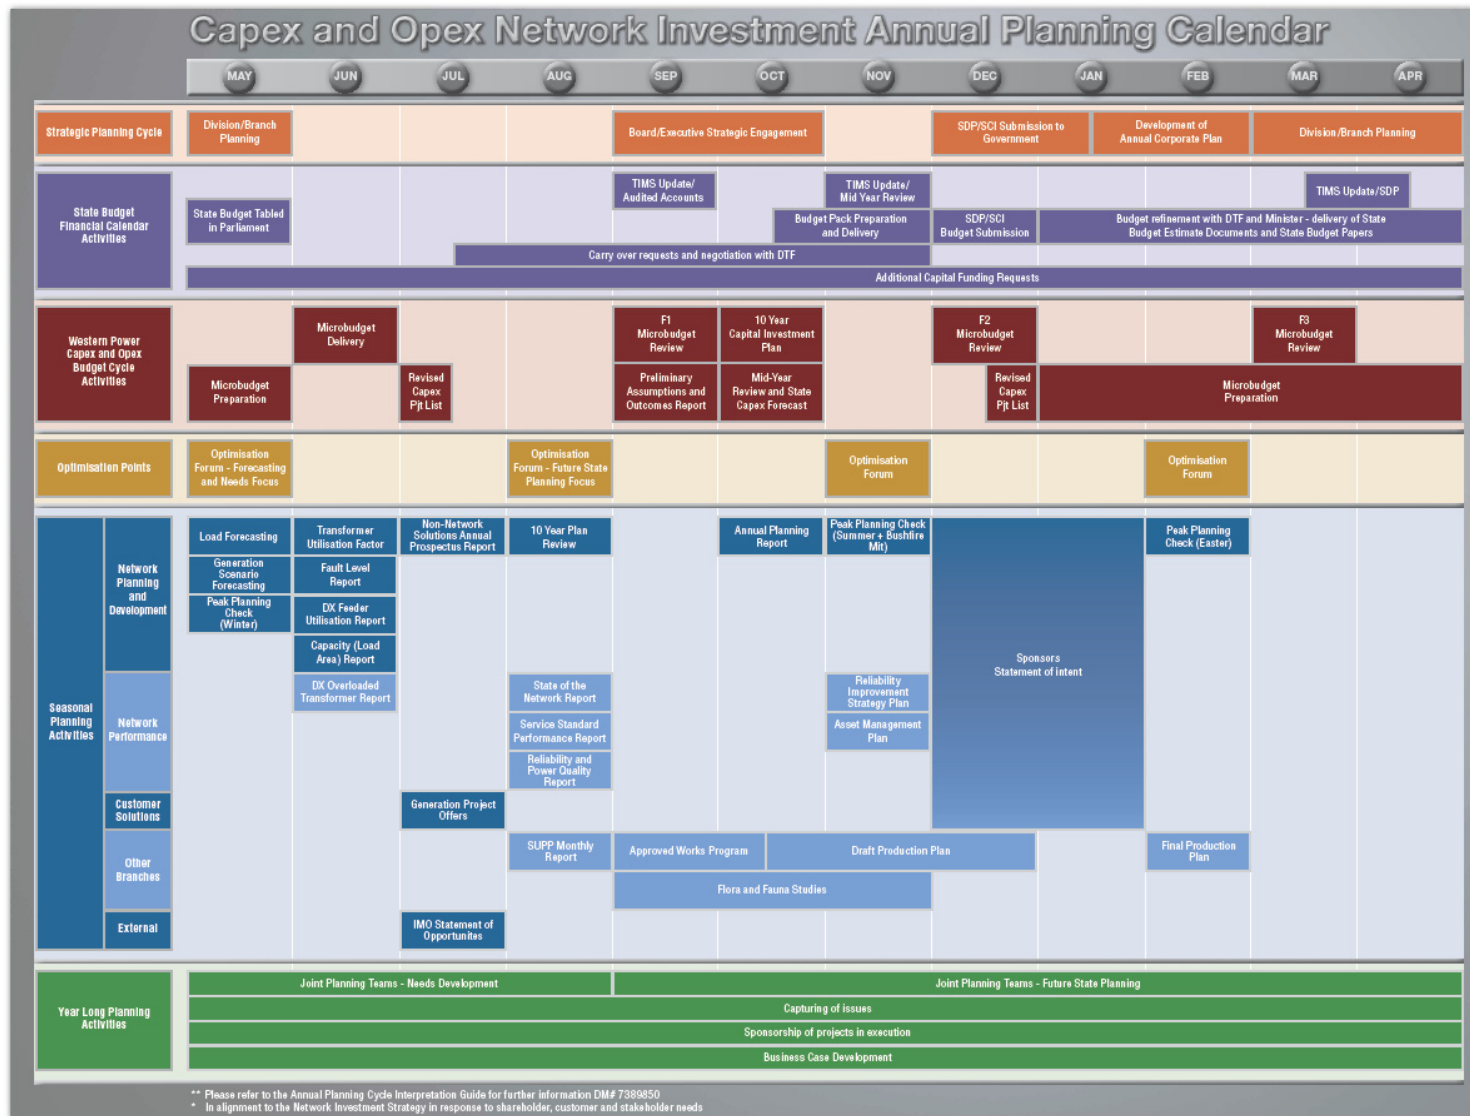 Capex and Opex Network Investment Annual Planning Calendar
MAY
JUN
JUL
AUG
SEP
OCT
NOV
DEC
JAN
FEB
MAR
APR
Strategic Planning Cycle
Division/Branch
Planning
Board/Executive Strategic Engagement
SDP/SCI Submission to
Government
Development of
Annual Corporate Plan
Division/Branch Planning
State Budget
Financial Calendar
Activities
State Budget Tabled
in Parliament
TIMS Update/
Audited Accounts
TIMS Update/
Mid Year Review
TIMS Update/SDP
Budget Pack Preparation
and Delivery
SDP/SCI
Budget Submission
Budget refinement with DTF and Minister - delivery of State
Budget Estimate Documents and State Budget Papers
Carry over requests and negotiation with DTF
Additional Capital Funding Requests
Western Power
Capex and Opex
Budget Cycle
Activities
Microbudget
Delivery
F1
Microbudget
Review
10 Year
Capital Investment
Plan
F2
Microbudget
Review
F3
Microbudget
Review
Microbudget
Preparation
Revised
Capex
Pjt List
Preliminary
Assumptions and
Outcomes Report
Mid-Year
Review and State
Capex Forecast
Revised
Capex
Pjt List
Microbudget
Preparation
Optimisation Points
Optimisation
Forum - Forecasting
and Needs Focus
Optimisation
Forum - Future State
Planning Focus
Optimisation
Forum
Optimisation
Forum
Seasonal
Planning
Activities
Network
Planning
and
Development
Load Forecasting
Transformer
Utilisation Factor
Non-Network
Solutions Annual
Prospectus Report
10 Year Plan
Review
Annual Planning
Report
Peak Planning Check
(Summer + Bushfire
Mit)
Peak Planning
Check (Easter)
Generation
Scenario
Forecasting
Fault Level
Report
Peak Planning
Check
(Winter)
DX Feeder
Utilisation Report
Capacity (Load
Area) Report
Sponsors
Statement of intent
Network
Performance
DX Overloaded
Transformer Report
State of the
Network Report
Reliability
Improvement
Strategy Plan
Service Standard
Performance Report
Asset Management
Plan
Reliability and
Power Quality
Report
Customer
Solutions
Generation Project
Offers
Other
Branches
SUPP Monthly
Report
Approved Works Program
Draft Production Plan
Final Production
Plan
Flora and Fauna Studies
External
IMO Statement of
Opportunites
Year Long Planning
Activities
Joint Planning Teams - Needs Development
Joint Planning Teams - Future State Planning
Capturing of issues
Sponsorship of projects in execution
Business Case Development
** Please refer to the Annual Planning Cycle Interpretation Guide for further information DM# 7389850
* In alignment to the Network Investment Strategy in response to shareholder, customer and stakeholder needs